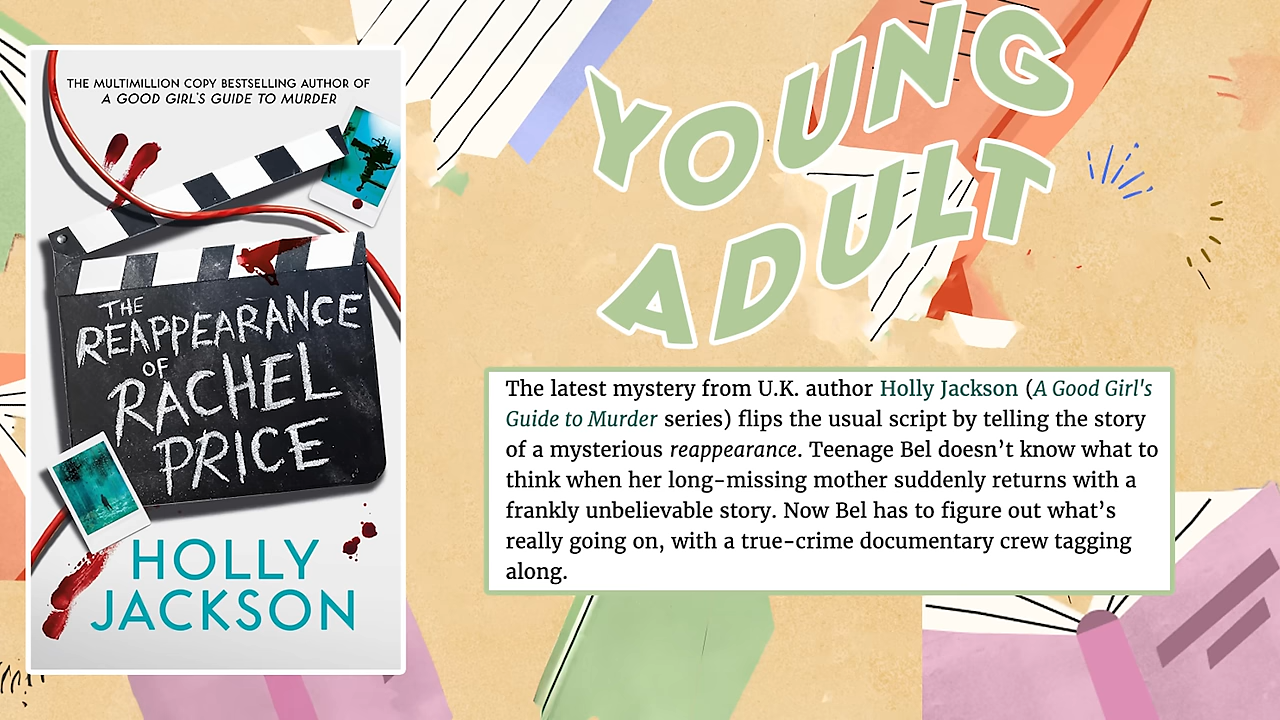 THE MULTIMILLION COPY BESTSELLING AUTHOR OF
A GOOD GIRL'S GUIDE TO MURDER
THE
REAPPEARANCE
OF
RACHEL
PRICE
HOLLY
JACKSON
YOUNG
ADULT
The latest mystery from U.K. author Holly Jackson (A Good Girl's
Guide to Murder series) flips the usual script by telling the story
of a mysterious reappearance. Teenage Bel doesn’t know what to
think when her long-missing mother suddenly returns with a
frankly unbelievable story. Now Bel has to figure out what’s
really going on, with a true-crime documentary crew tagging
along.